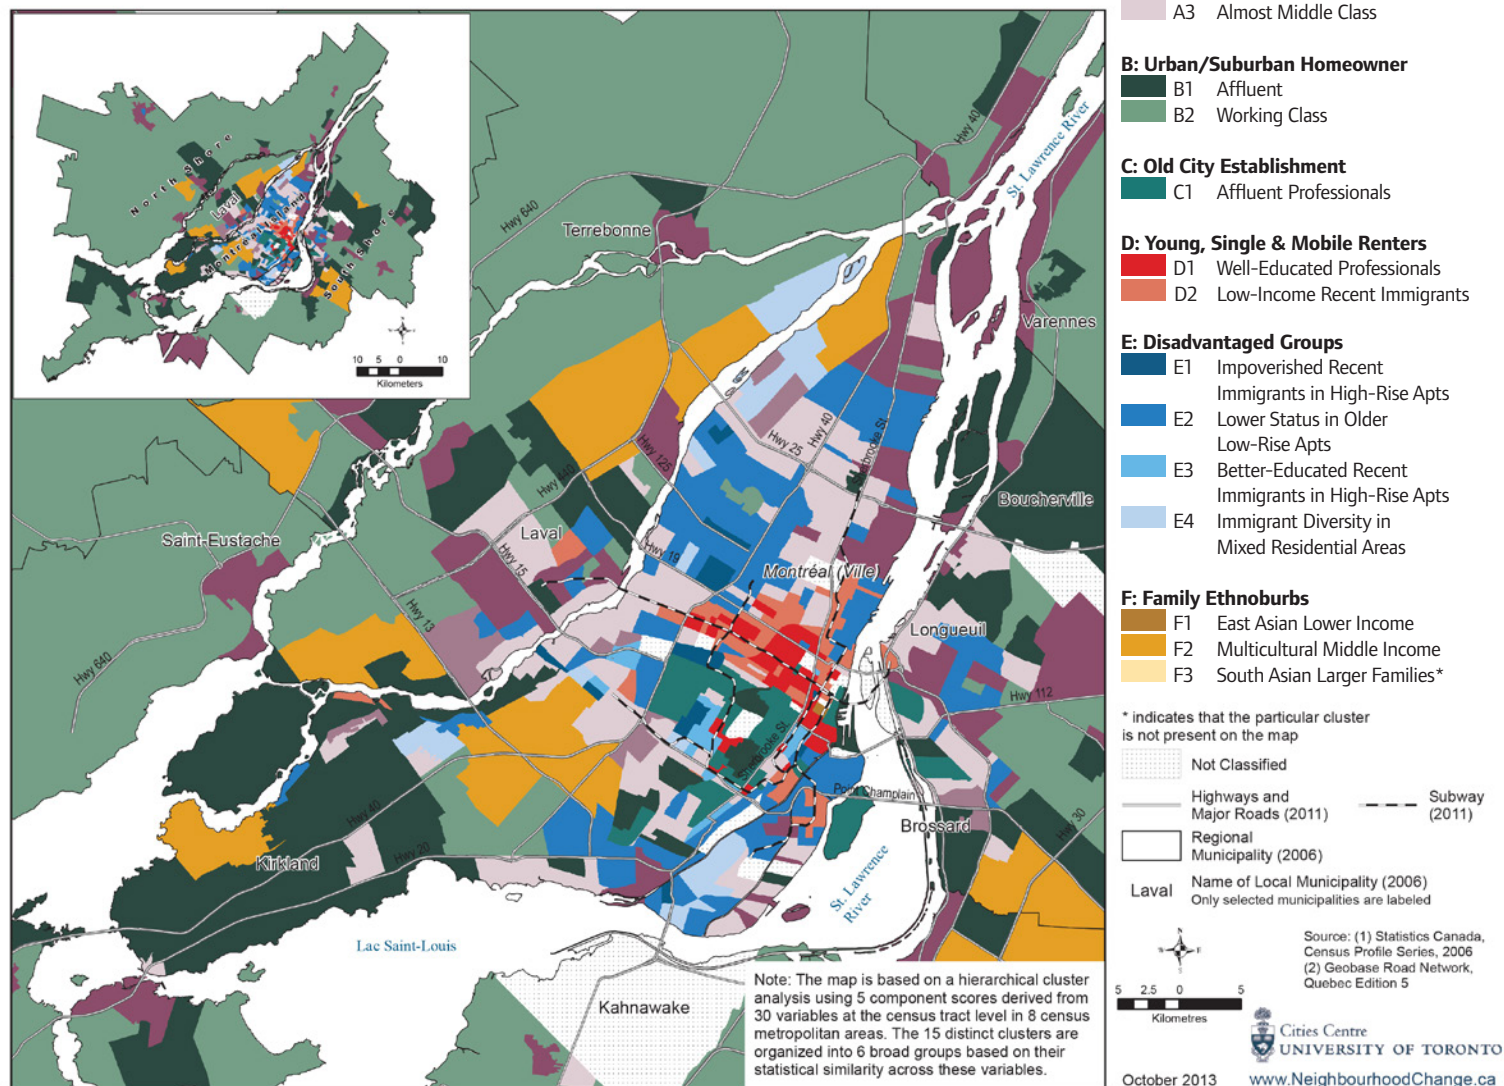 A3 Almost Middle Class
B: Urban/Suburban Homeowner
B1 Affluent
B2 Working Class
C: Old City Establishment
C1 Affluent Professionals
D: Young, Single & Mobile Renters
D1 Well-Educated Professionals
D2 Low-Income Recent Immigrants
E: Disadvantaged Groups
E1 Impoverished Recent
Immigrants in High-Rise Apts
E2 Lower Status in Older
Low-Rise Apts
E3 Better-Educated Recent
Immigrants in High-Rise Apts
E4 Immigrant Diversity in
Mixed Residential Areas
F: Family Ethnoburbs
F1 East Asian Lower Income
F2 Multicultural Middle Income
F3 South Asian Larger Families*
* indicates that the particular cluster
is not present on the map
Not Classified
Highways and
Major Roads (2011)
Subway
(2011)
Regional
Municipality (2006)
Laval
Name of Local Municipality (2006)
Only selected municipalities are labeled
N
W
E
S
Source: (1) Statistics Canada,
Census Profile Series, 2006
(2) Geobase Road Network,
Quebec Edition 5
5 2.5 0 5
Kilometres
Cities Centre
UNIVERSITY OF TORONTO
October 2013
www.NeighbourhoodChange.ca
North Shore
Laval
Montréal Island
South Shore
10 5 0 10
Kilometers
Hwy 40
St. Lawrence River
Hwy 640
Terrebonne
Varennes
Hwy 25
Hwy 40
Sherbrooke St.
Hwy 125
Hwy 440
Boucherville
Saint-Eustache
Laval
Hwy 15
Hwy 19
Montréal (Ville)
Hwy 13
Longueuil
Hwy 640
Hwy 112
Sherbrooke St.
Pont Champlain
Hwy 40
Brossard
Hwy 30
Kirkland
Hwy 20
St. Lawrence
River
Lac Saint-Louis
Kahnawake
Note: The map is based on a hierarchical cluster
analysis using 5 component scores derived from
30 variables at the census tract level in 8 census
metropolitan areas. The 15 distinct clusters are
organized into 6 broad groups based on their
statistical similarity across these variables.